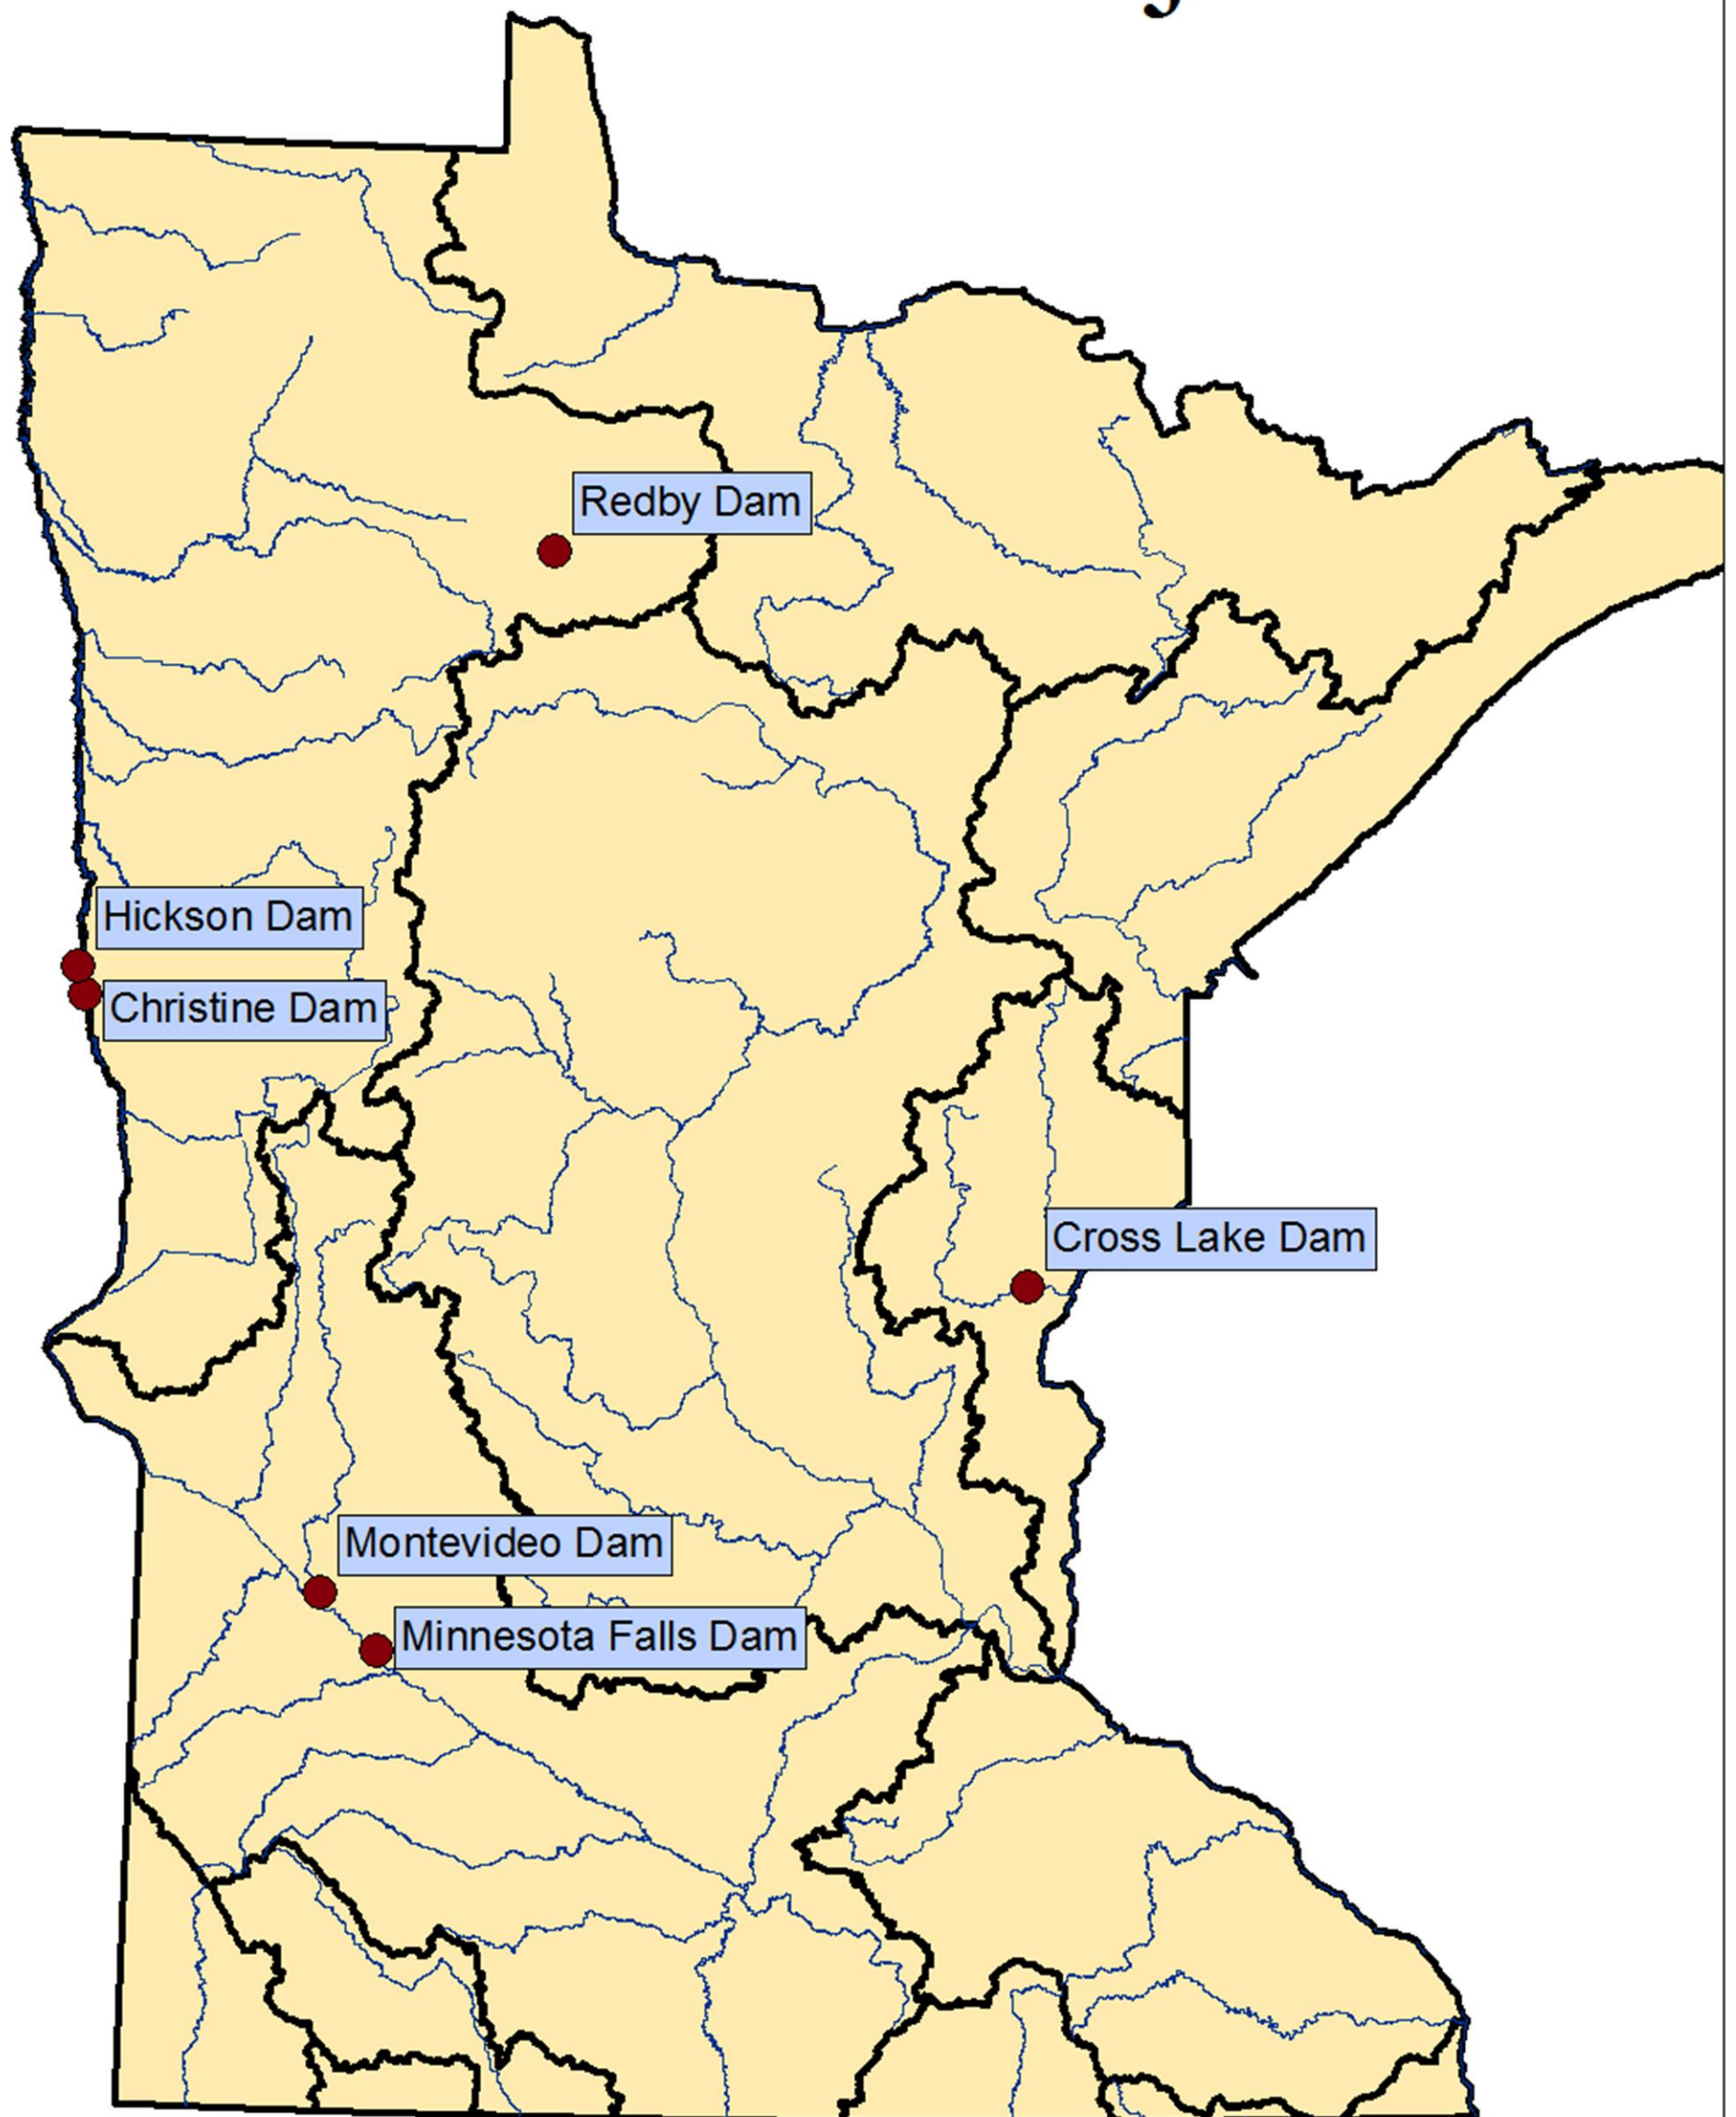 Redby Dam
Hickson Dam
Christine Dam
Cross Lake Dam
Montevideo Dam
Minnesota Falls Dam